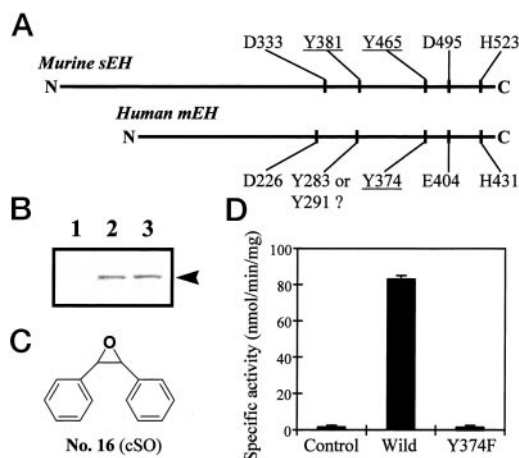 A
D333 Y381 Y465 D495 H523
Murine sEH
N C
Human mEH
N C
D226 Y283 or Y374 E404 H431
Y291 ?
B
1 2 3
C
O
No. 16 (cSO)
D
Specific activity (nmol/min/mg)
100
80
60
40
20
0
Control Wild Y374F